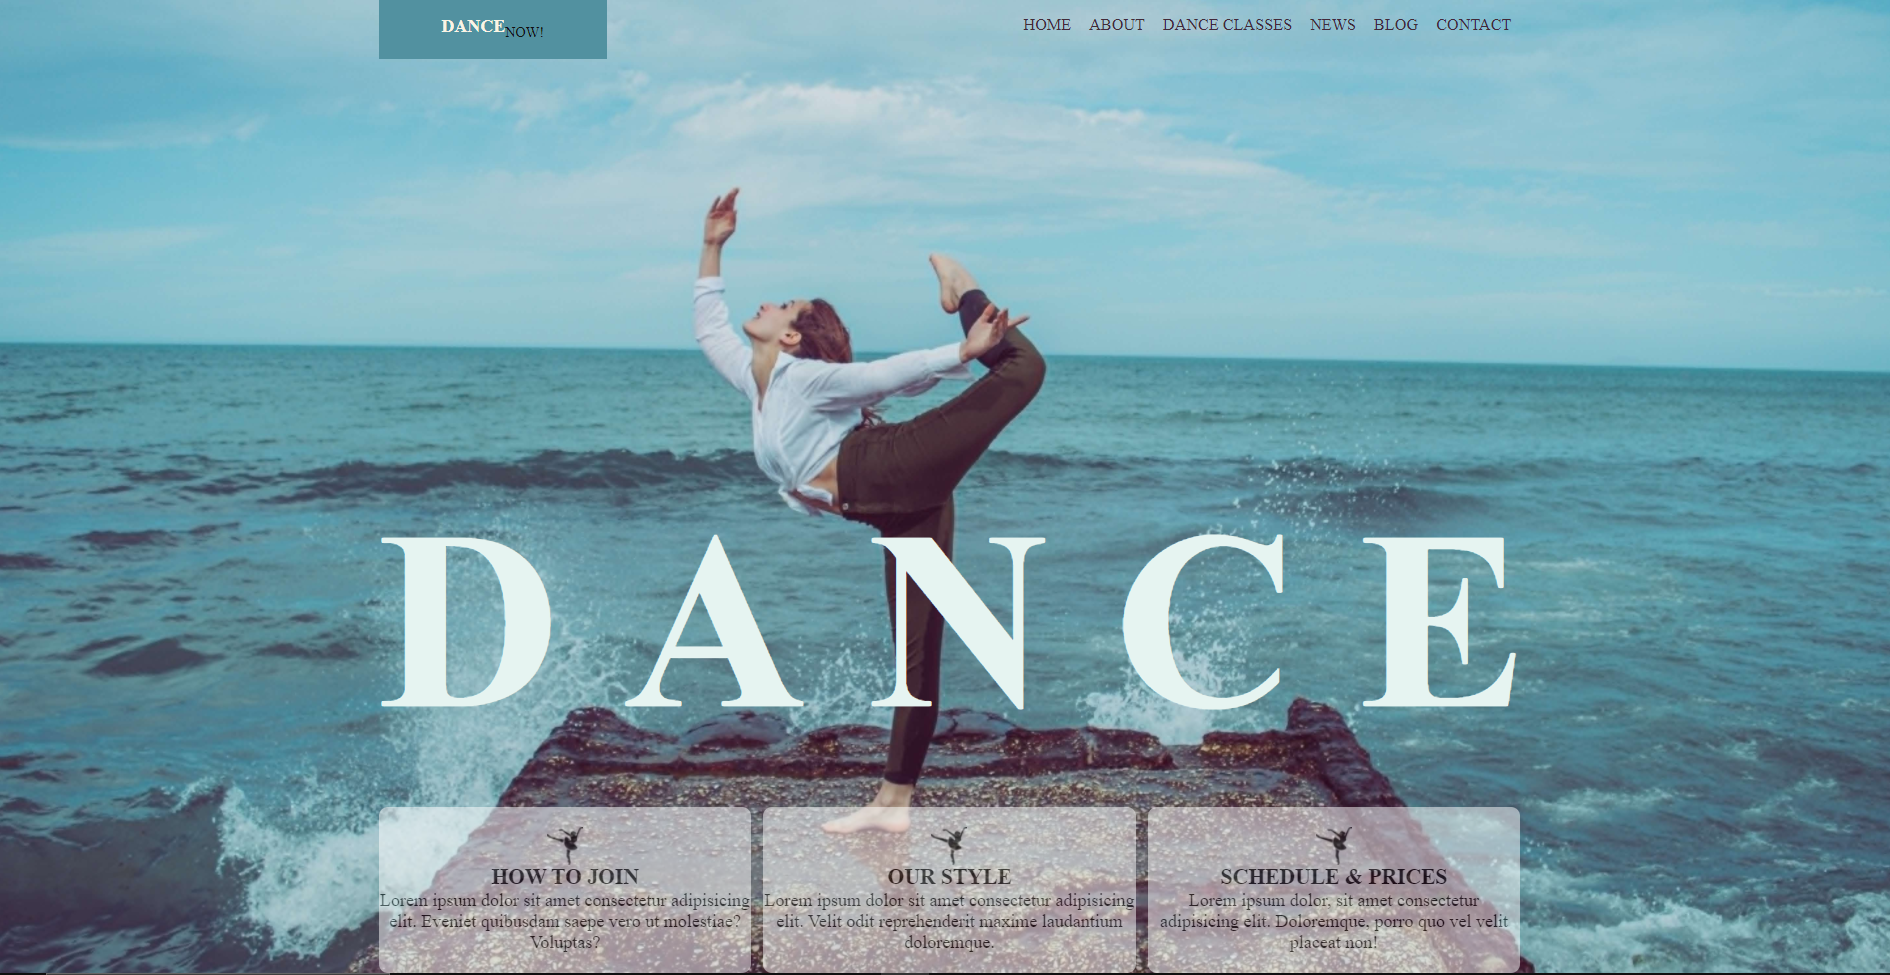 DANCENOW!
HOME ABOUT DANCE CLASSES NEWS BLOG CONTACT
DANCE
HOW TO JOIN
Lorem ipsum dolor sit amet consectetur adipisicing
elit. Eveniet quibusdam saepe vero ut molestiae?
Voluptas?
OUR STYLE
Lorem ipsum dolor sit amet consectetur adipisicing
elit. Velit odit reprehenderit maxime laudantium
doloremque.
SCHEDULE & PRICES
Lorem ipsum dolor, sit amet consectetur
adipisicing elit. Doloremque, porro quo vel velit
placeat non!